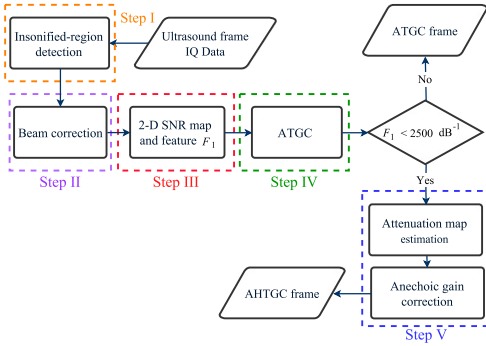 Step I
Insonified-region
detection
Ultrasound frame
IQ Data
ATGC frame
No
Beam correction
2-D SNR map
and feature F₁
ATGC
F₁ < 2500 dB⁻¹
Step II
Step III
Step IV
Yes
Attenuation map
estimation
AHTGC frame
Anechoic gain
correction
Step V